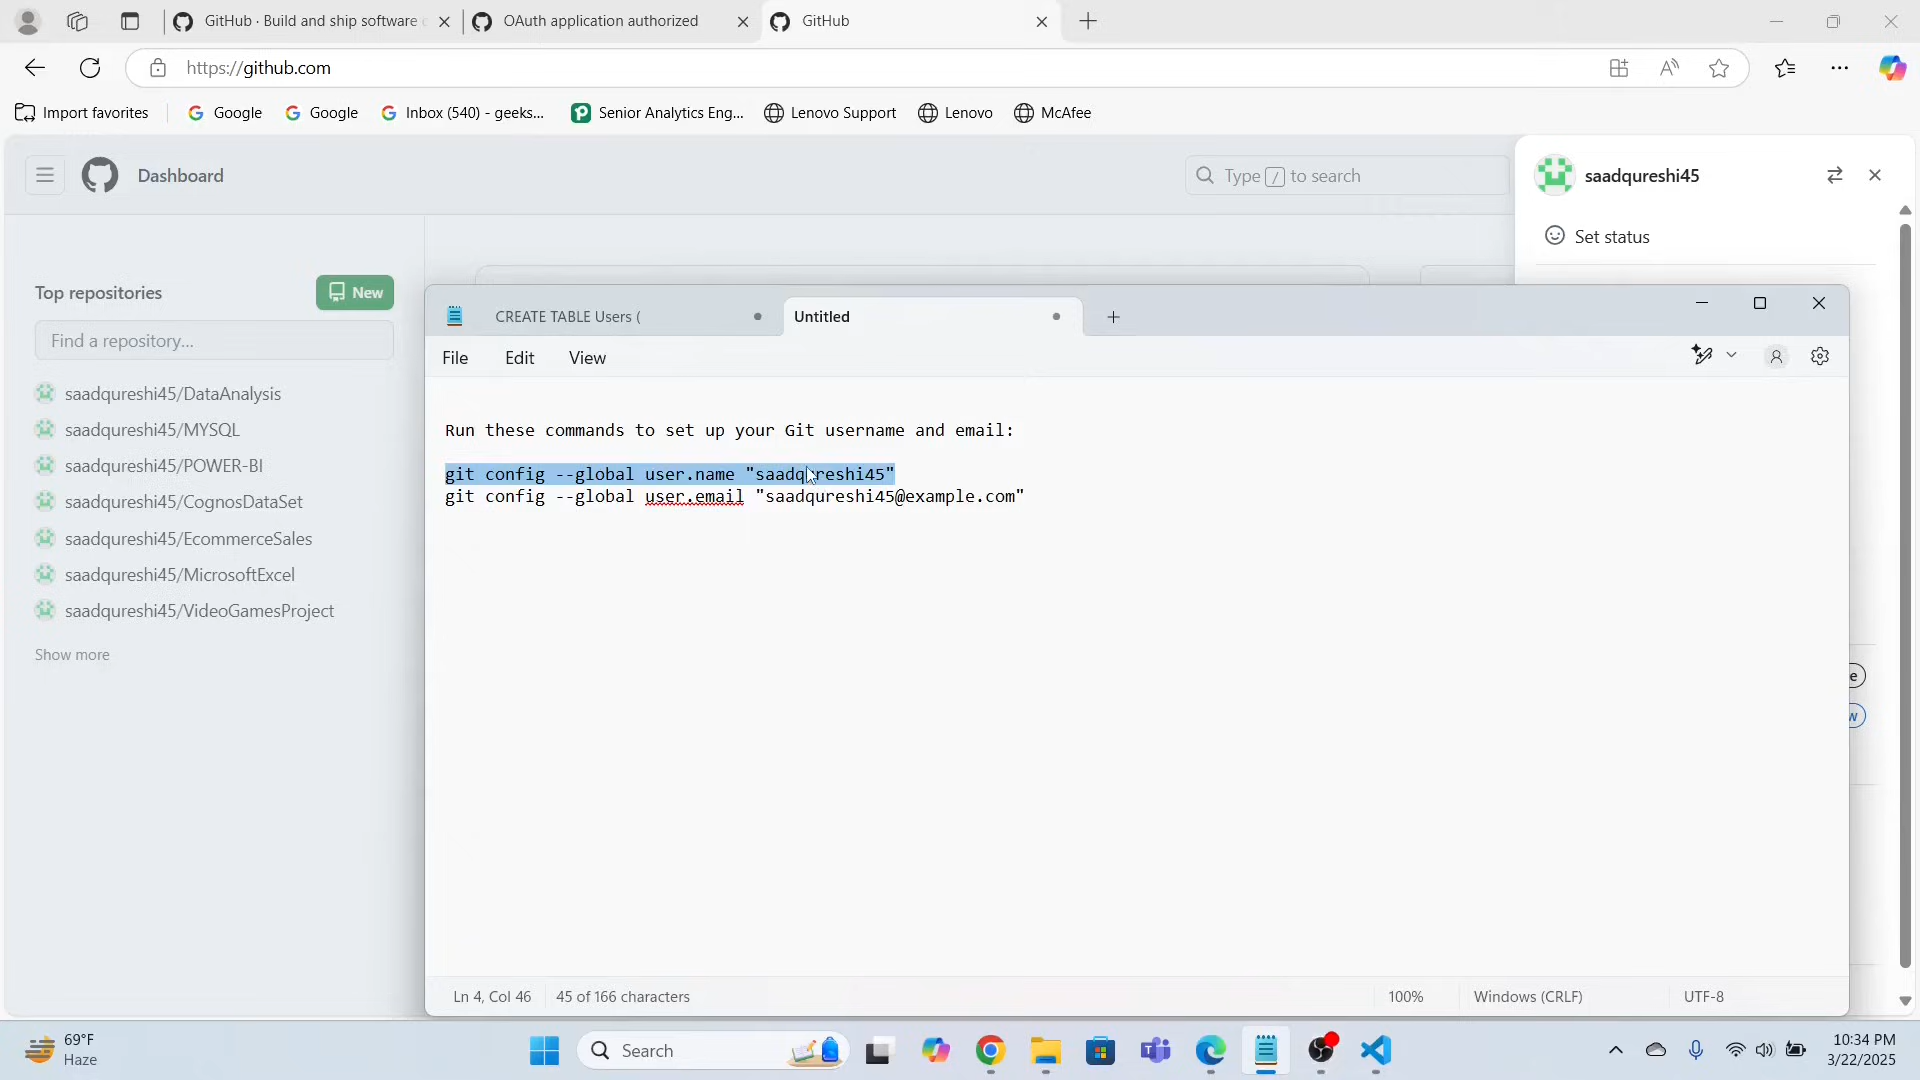 GitHub · Build and ship software
OAuth application authorized
GitHub
https://github.com
Import favorites
Google
Google
Inbox (540) - geeks...
Senior Analytics Eng...
Lenovo Support
Lenovo
McAfee
Dashboard
Type / to search
saadqureshi45
Set status
Top repositories
New
Find a repository...
saadqureshi45/DataAnalysis
saadqureshi45/MYSQL
saadqureshi45/POWER-BI
saadqureshi45/CognosDataSet
saadqureshi45/EcommerceSales
saadqureshi45/MicrosoftExcel
saadqureshi45/VideoGamesProject
Show more
CREATE TABLE Users (
Untitled
File
Edit
View
Run these commands to set up your Git username and email:
git config --global user.name "saadqureshi45"
git config --global user.email "saadqureshi45@example.com"
Ln 4, Col 46
45 of 166 characters
100%
Windows (CRLF)
UTF-8
69°F
Haze
Search
10:34 PM
3/22/2025